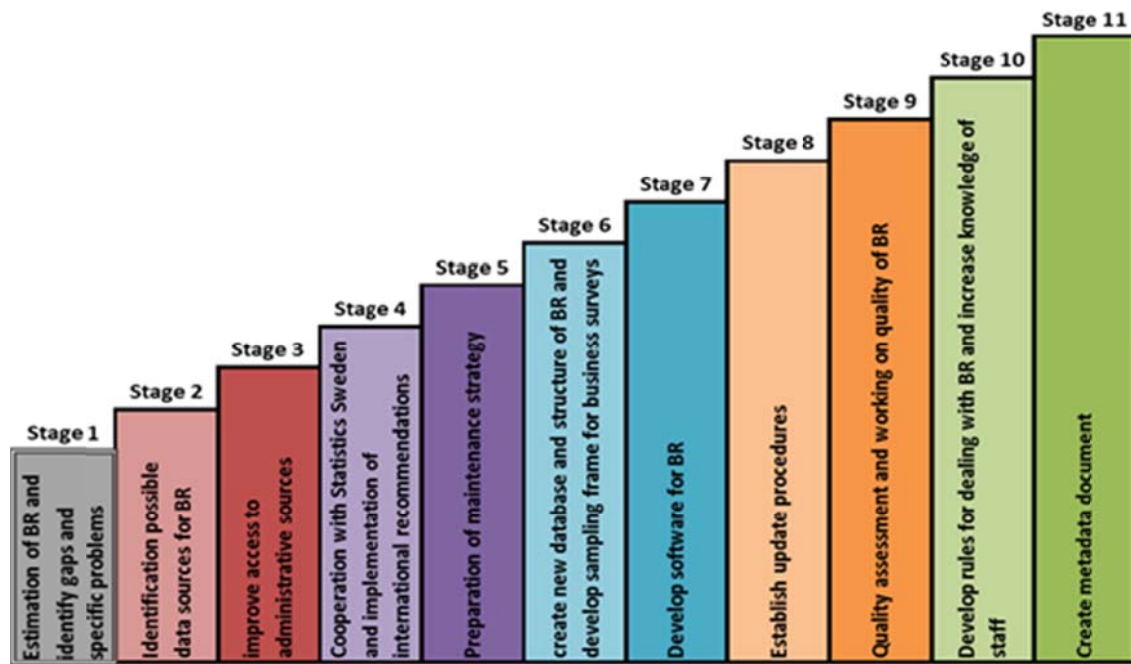 Stage 1
Estimation of BR and
identify gaps and
specific problems
Stage 2
Identification possible
data sources for BR
Stage 3
improve access to
administrative sources
Stage 4
Cooperation with Statistics Sweden
and implementation of
international recommendations
Stage 5
Preparation of maintenance strategy
Stage 6
create new database and structure of BR and
develop sampling frame for business surveys
Stage 7
Develop software for BR
Stage 8
Establish update procedures
Stage 9
Quality assessment and working on quality of BR
Stage 10
Develop rules for dealing with BR and increase knowledge of
staff
Stage 11
Create metadata document